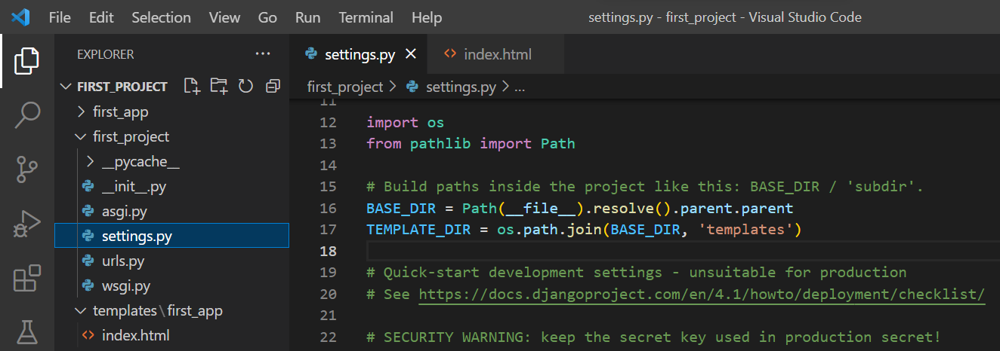 File Edit Selection View Go Run Terminal Help settings.py - first_project - Visual Studio Code
EXPLORER ...
FIRST_PROJECT
first_app
first_project
__pycache__
__init__.py
asgi.py
settings.py
urls.py
wsgi.py
templates\first_app
index.html
settings.py index.html
first_project > settings.py > ...
11
12 import os
13 from pathlib import Path
14
15 # Build paths inside the project like this: BASE_DIR / 'subdir'.
16 BASE_DIR = Path(__file__).resolve().parent.parent
17 TEMPLATE_DIR = os.path.join(BASE_DIR, 'templates')
18
19 # Quick-start development settings - unsuitable for production
20 # See https://docs.djangoproject.com/en/4.1/howto/deployment/checklist/
21
22 # SECURITY WARNING: keep the secret key used in production secret!